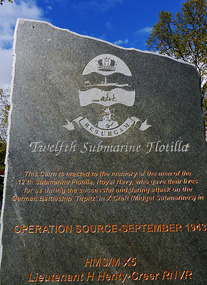 RESURGAM
Twelfth Submarine Flotilla
This Cairn is erected to the memory of the men of the
12th Submarine Flotilla, Royal Navy, who gave their lives
for us during the successful and daring attack on the
German Battleship 'Tirpitz' in X Craft (Midget Submarines) in
OPERATION SOURCE-SEPTEMBER 1943
HMS/M X5
Lieutenant H Henty-Creer RNVR